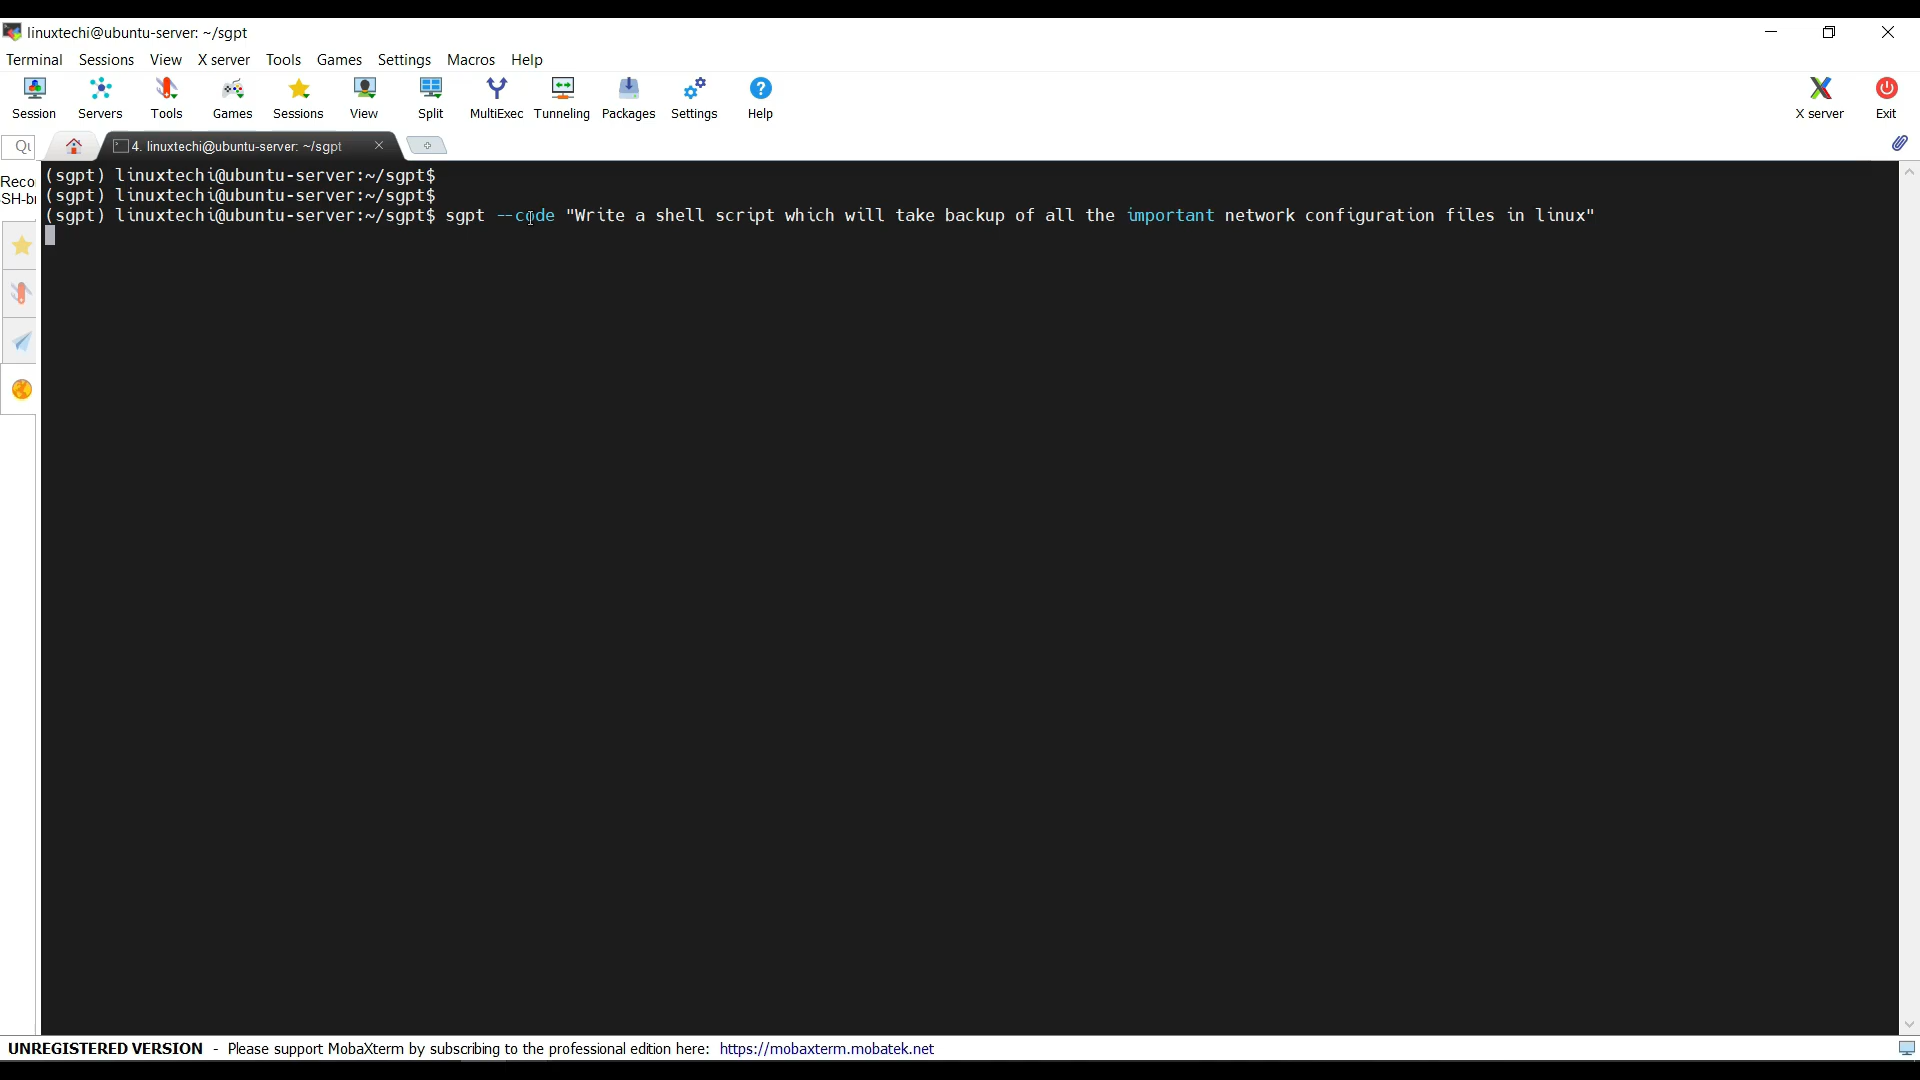 linuxtechi@ubuntu-server: ~/sgpt
Terminal Sessions View X server Tools Games Settings Macros Help
Session Servers Tools Games Sessions View Split MultiExec Tunneling Packages Settings Help X server Exit
4. linuxtechi@ubuntu-server: ~/sgpt
(sgpt) linuxtechi@ubuntu-server:~/sgpt$
(sgpt) linuxtechi@ubuntu-server:~/sgpt$
(sgpt) linuxtechi@ubuntu-server:~/sgpt$ sgpt --code "Write a shell script which will take backup of all the important network configuration files in linux"
UNREGISTERED VERSION - Please support MobaXterm by subscribing to the professional edition here: https://mobaxterm.mobatek.net